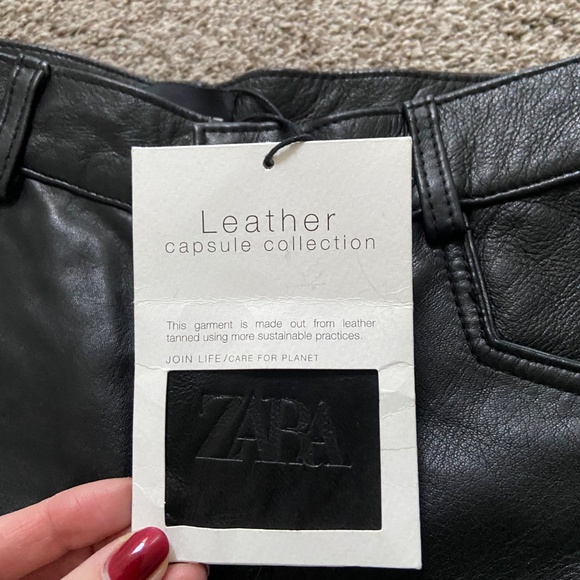 Leather
capsule collection
This garment is made out from leather
tanned using more sustainable practices.
JOIN LIFE/CARE FOR PLANET
ZARA